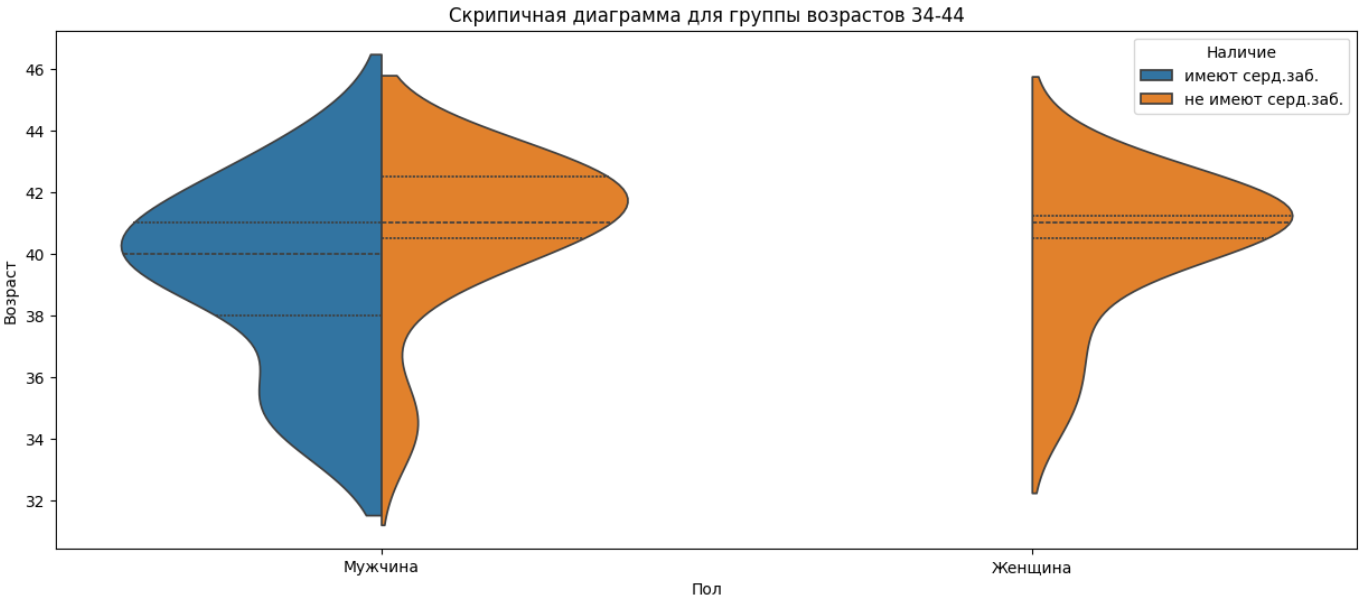 Скрипичная диаграмма для группы возрастов 34-44
Наличие
имеют серд.заб.
не имеют серд.заб.
46
44
42
40
38
36
34
32
Возраст
Мужчина
Женщина
Пол